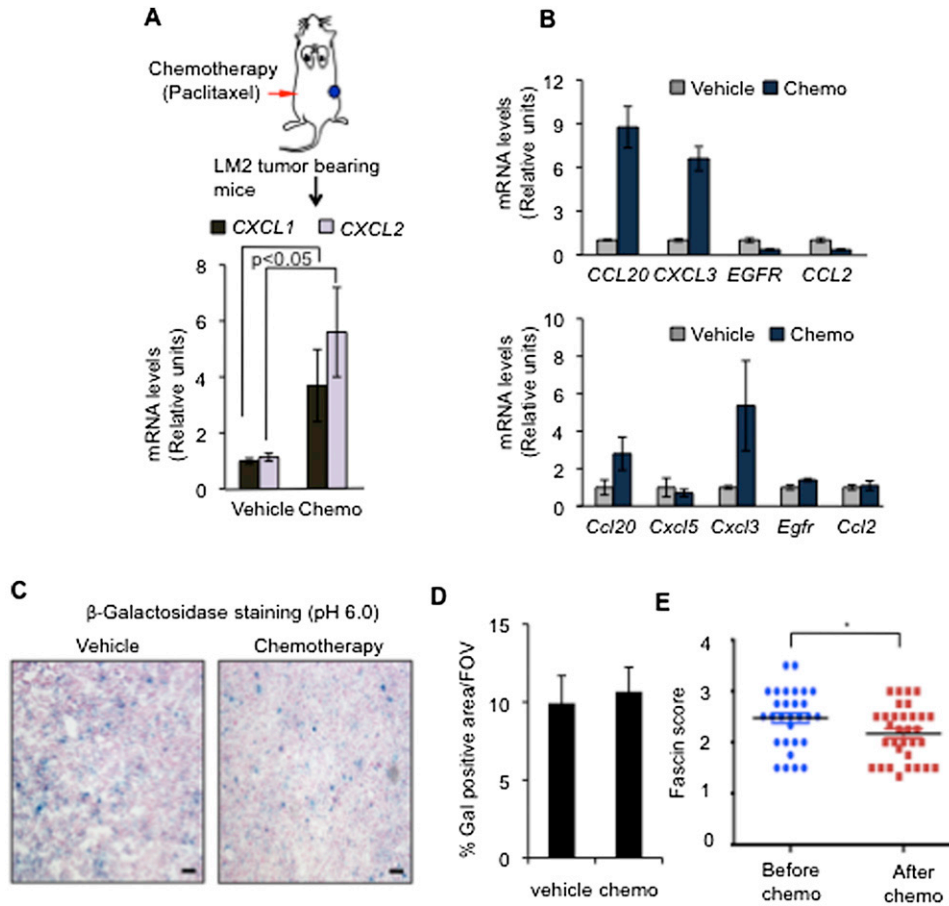 A
Chemotherapy
(Paclitaxel)
LM2 tumor bearing
mice
CXCL1 CXCL2
p<0.05
8
6
4
2
0
mRNA levels
(Relative units)
Vehicle Chemo
B
Vehicle Chemo
12
9
6
3
0
mRNA levels
(Relative units)
CCL20 CXCL3 EGFR CCL2
Vehicle Chemo
10
8
6
4
2
0
mRNA levels
(Relative units)
Ccl20 Cxcl5 Cxcl3 Egfr Ccl2
C
β-Galactosidase staining (pH 6.0)
Vehicle Chemotherapy
D
15
10
5
0
% Gal positive area/FOV
vehicle chemo
E
*
4
3
2
1
0
Fascin score
Before After
chemo chemo